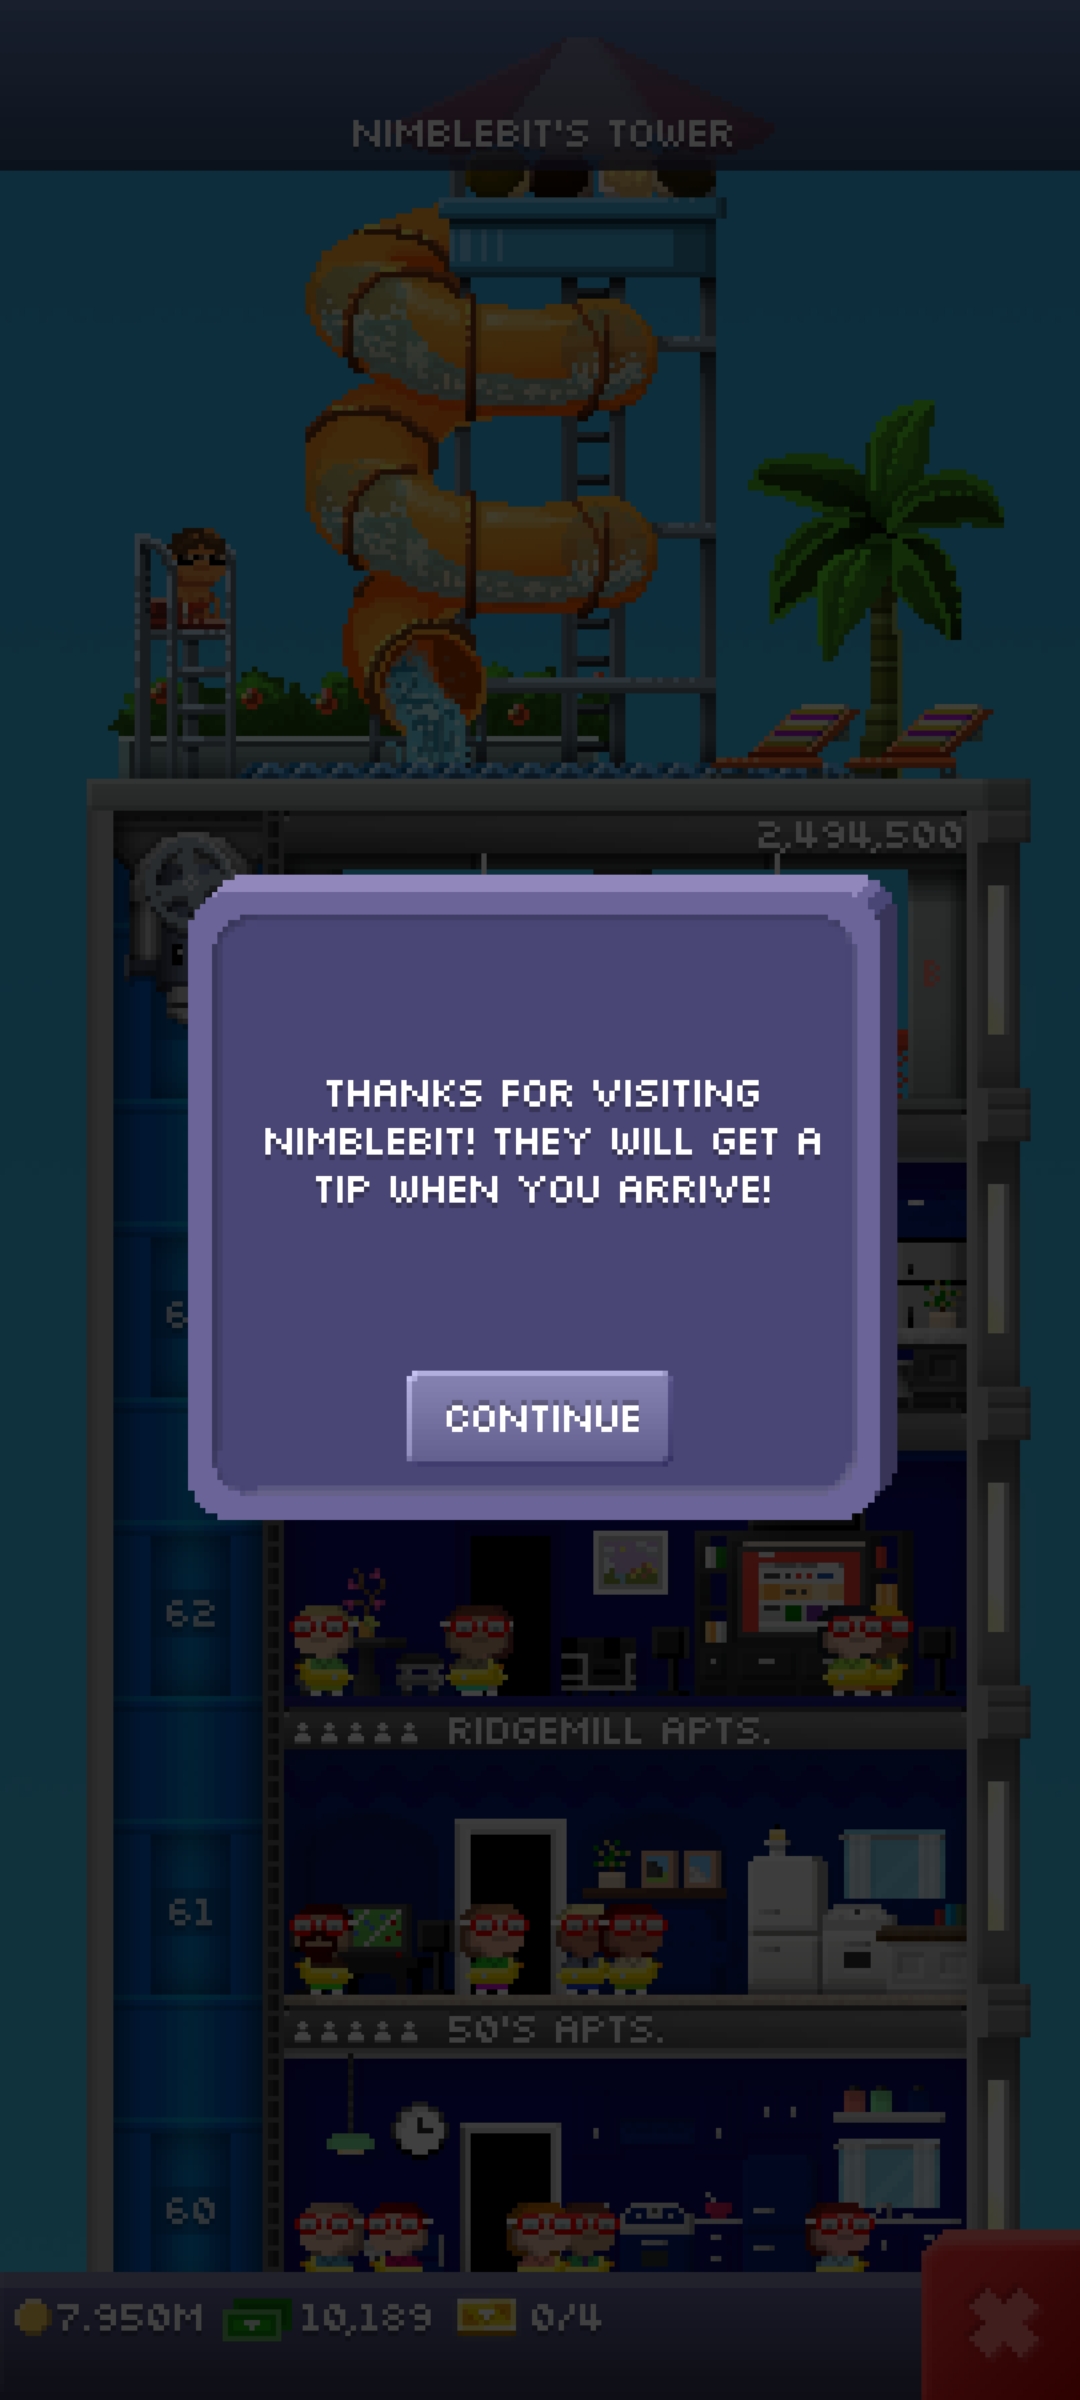 NIMBLEBIT'S TOWER
2,494,500
THANKS FOR VISITING
NIMBLEBIT! THEY WILL GET A
TIP WHEN YOU ARRIVE!
CONTINUE
62
RIDGEMILL APTS.
61
50'S APTS.
60
7.950M 10,189 0/4